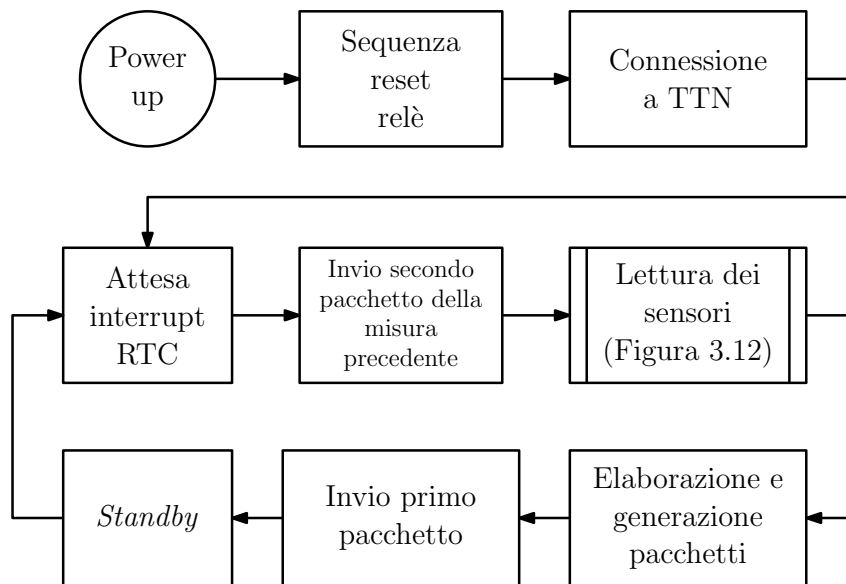 Power
up
Sequenza
reset
relè
Connessione
a TTN
Attesa
interrupt
RTC
Invio secondo
pacchetto della
misura
precedente
Lettura dei
sensori
(Figura 3.12)
Standby
Invio primo
pacchetto
Elaborazione e
generazione
pacchetti